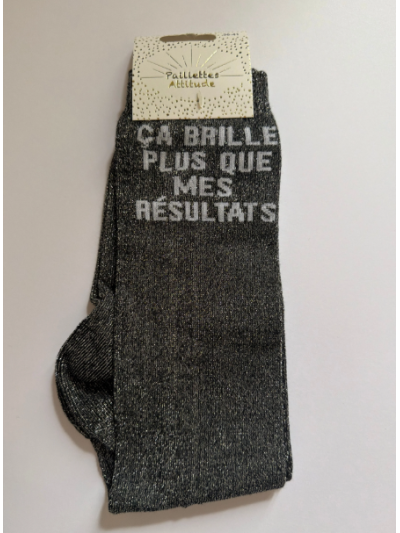 Paillettes
Attitude
ÇA BRILLE
PLUS QUE
MES
RÉSULTATS